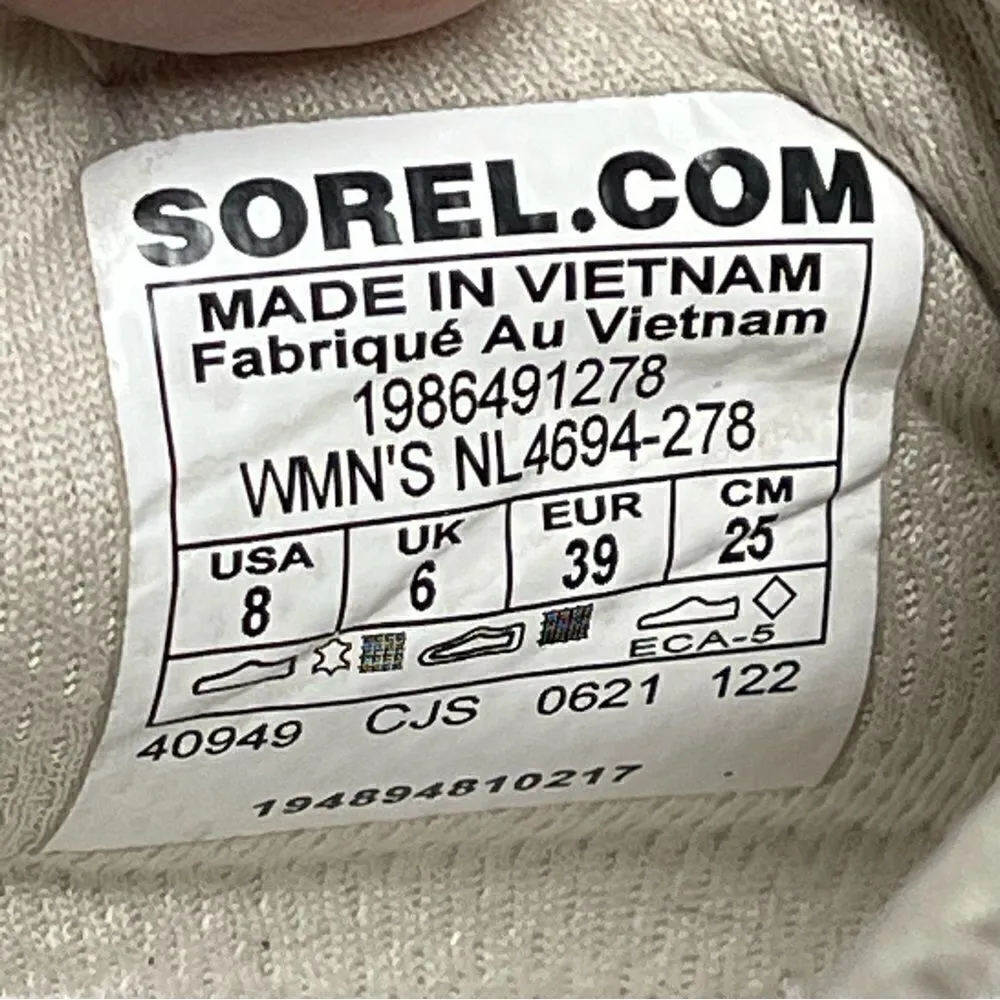 SOREL.COM
MADE IN VIETNAM
Fabriqué Au Vietnam
1986491278
WMN'S NL4694-278
USA UK EUR CM
8 6 39 25
ECA-5
40949 CJS 0621 122
194894810217